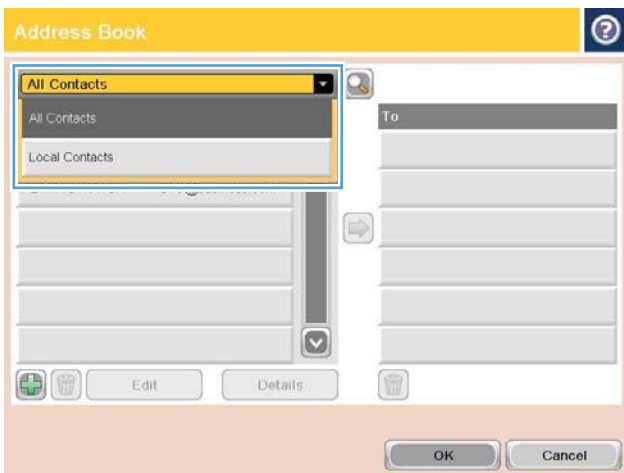 Address Book
All Contacts
All Contacts
To
Local Contacts
Edit
Details
OK
Cancel